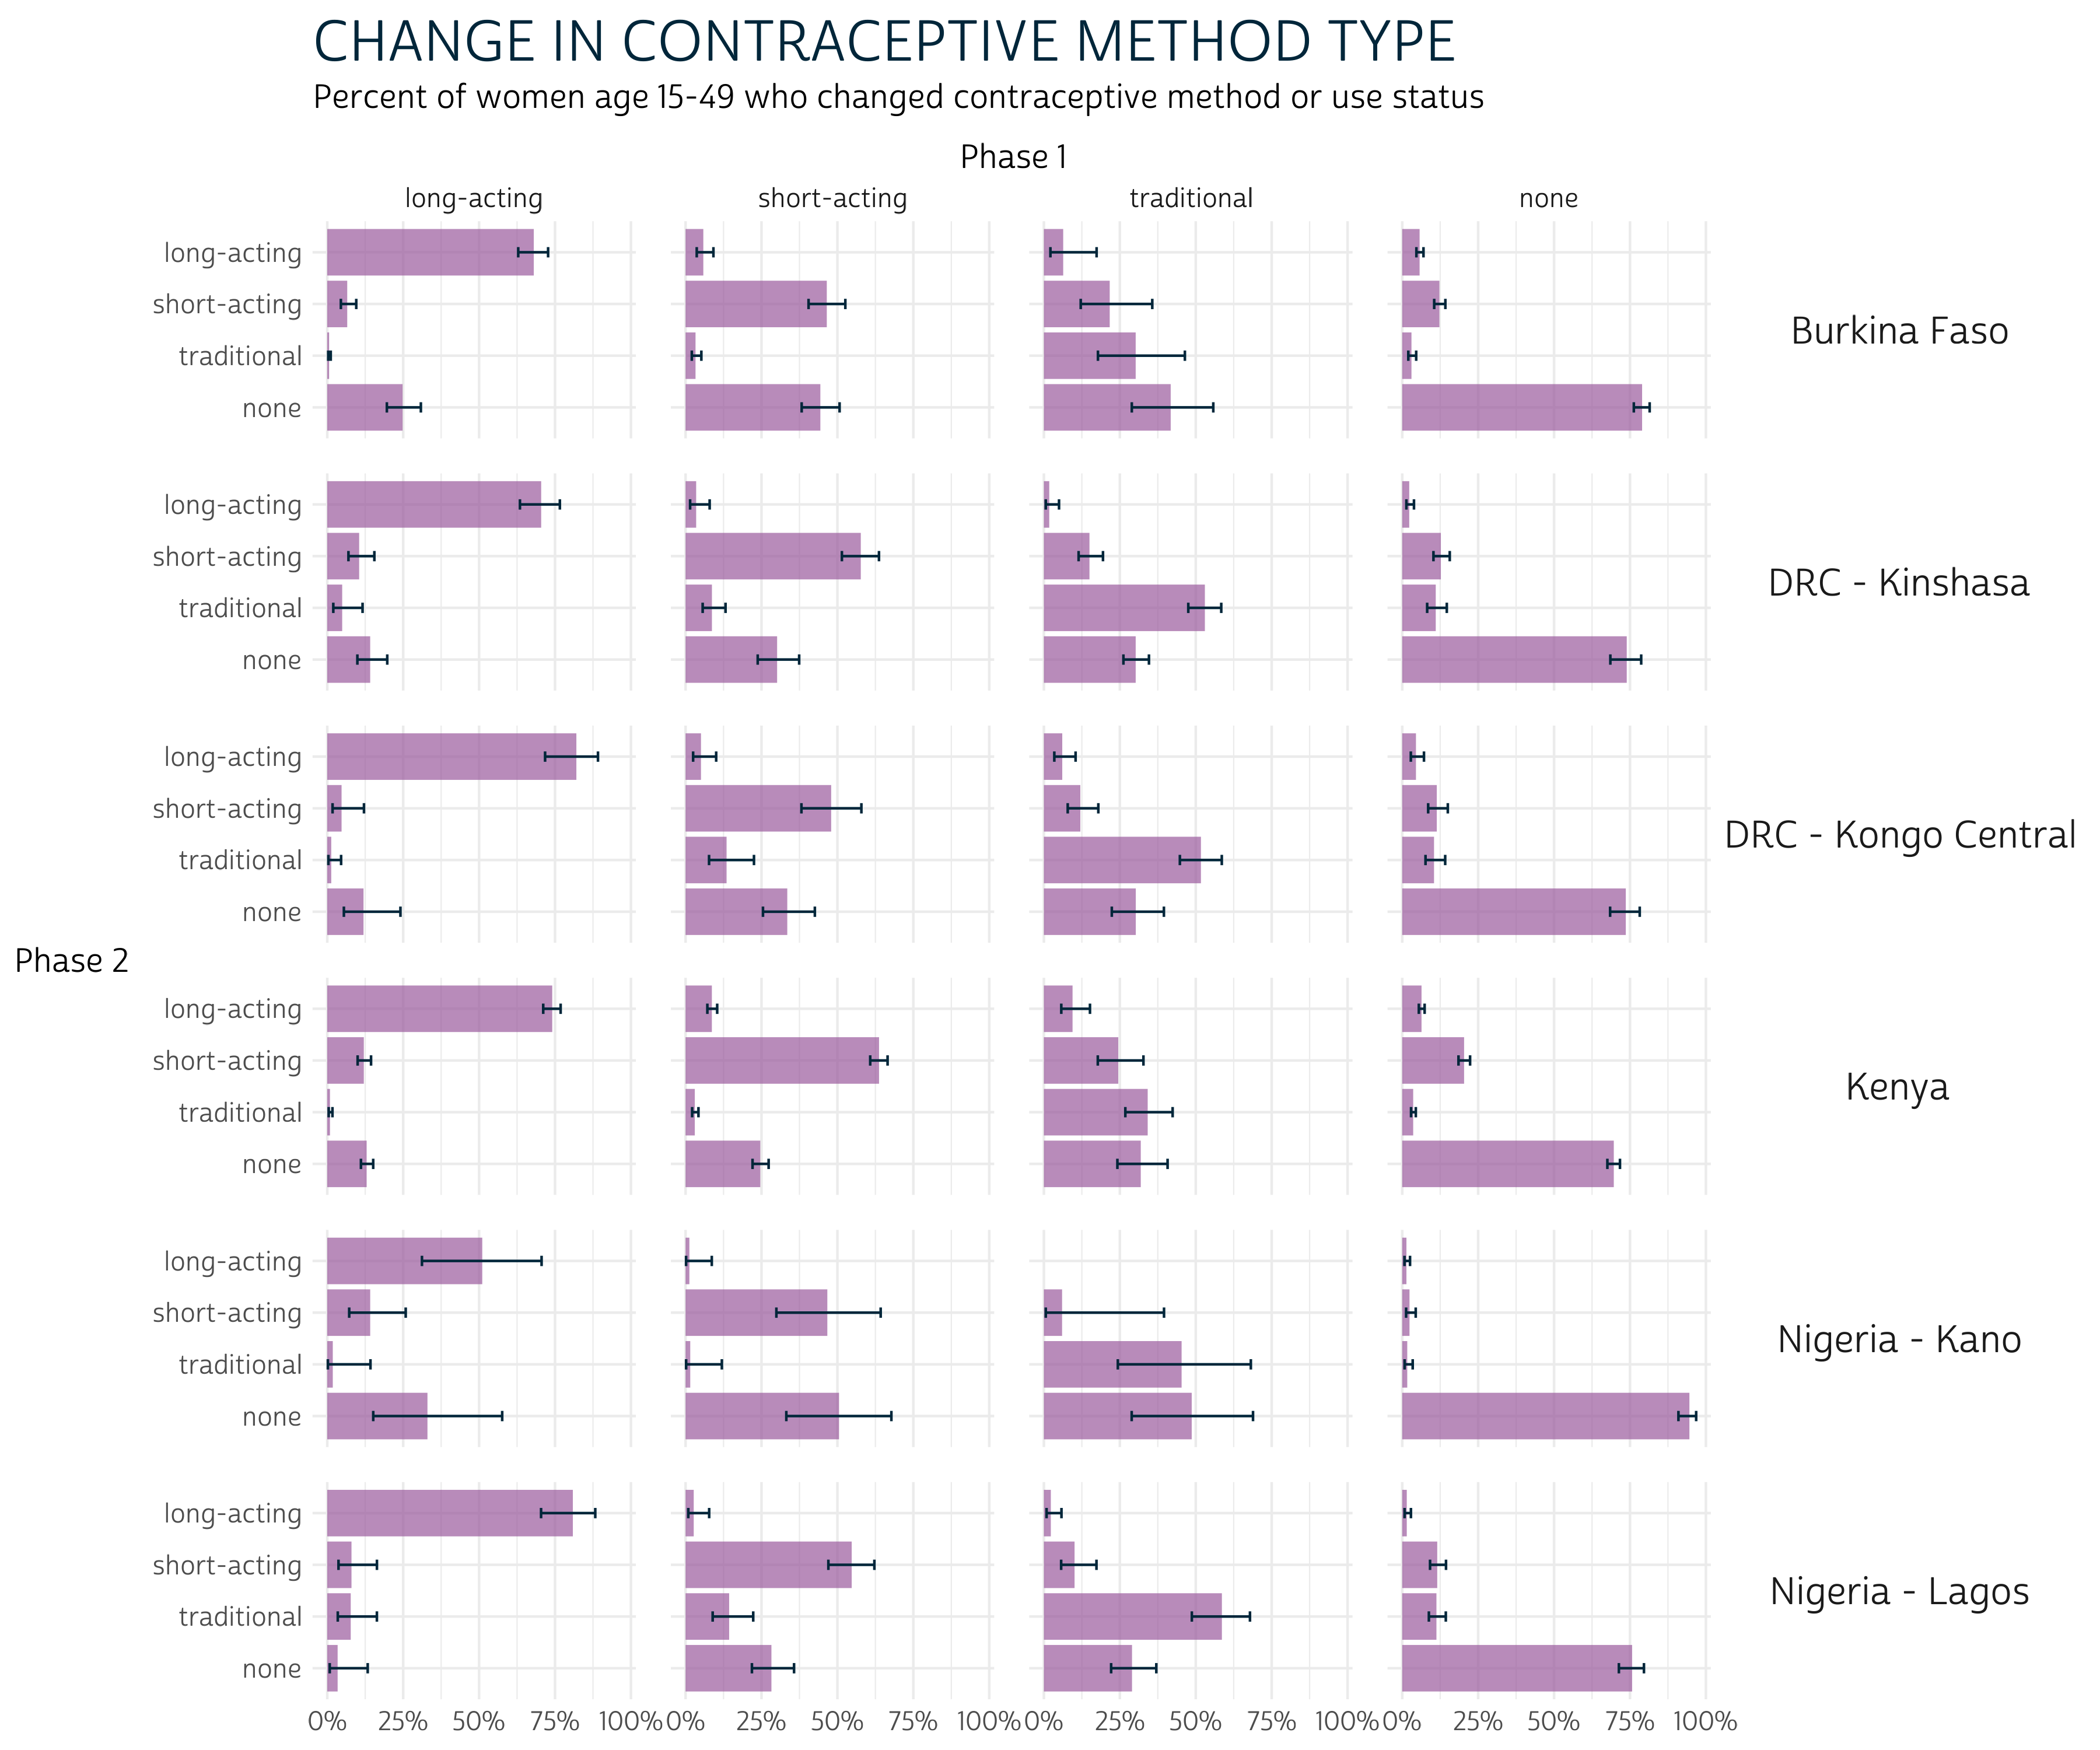 CHANGE IN CONTRACEPTIVE METHOD TYPE
Percent of women age 15-49 who changed contraceptive method or use status
Phase 1
long-acting short-acting traditional none
long-acting
short-acting
traditional
none
Burkina Faso
long-acting
short-acting
traditional
none
DRC - Kinshasa
long-acting
short-acting
traditional
none
DRC - Kongo Central
Phase 2
long-acting
short-acting
traditional
none
Kenya
long-acting
short-acting
traditional
none
Nigeria - Kano
long-acting
short-acting
traditional
none
Nigeria - Lagos
0% 25% 50% 75% 100% 0% 25% 50% 75% 100% 0% 25% 50% 75% 100% 0% 25% 50% 75% 100%